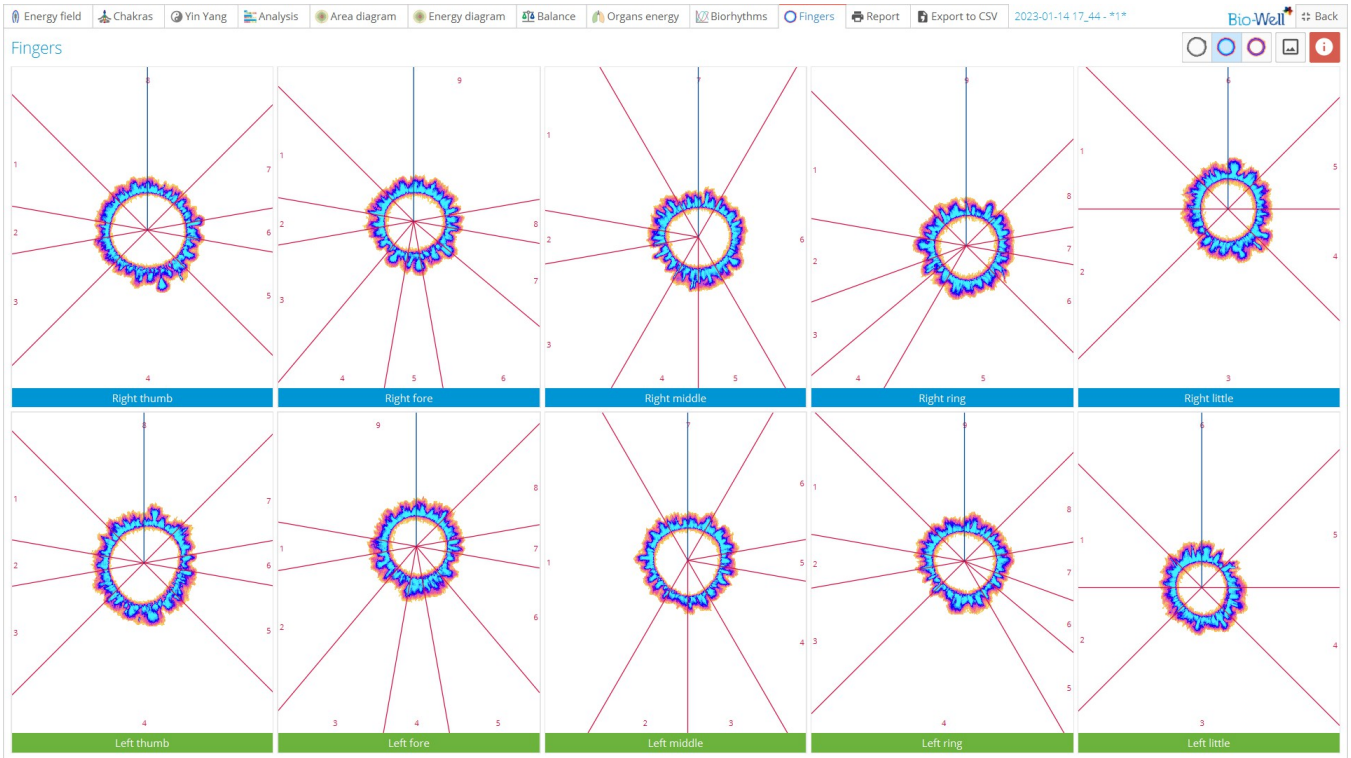 Energy field Chakras Yin Yang Analysis Area diagram Energy diagram Balance Organs energy Biorhythms Fingers Report Export to CSV 2023-01-14 17_44 - *1* Bio-Well Back
Fingers
8 1 7 2 6 3 5 4
9 1 2 8 3 7 4 5 6
7 1 6 2 3 4 5
9 1 8 2 7 3 6 4 5
6 1 5 2 4 3
Right thumb Right fore Right middle Right ring Right little
8 1 7 2 6 3 5 4
9 8 1 7 6 2 3 4 5
7 6 1 5 4 2 3
9 1 8 2 7 3 6 5 4
6 5 1 2 4 3
Left thumb Left fore Left middle Left ring Left little